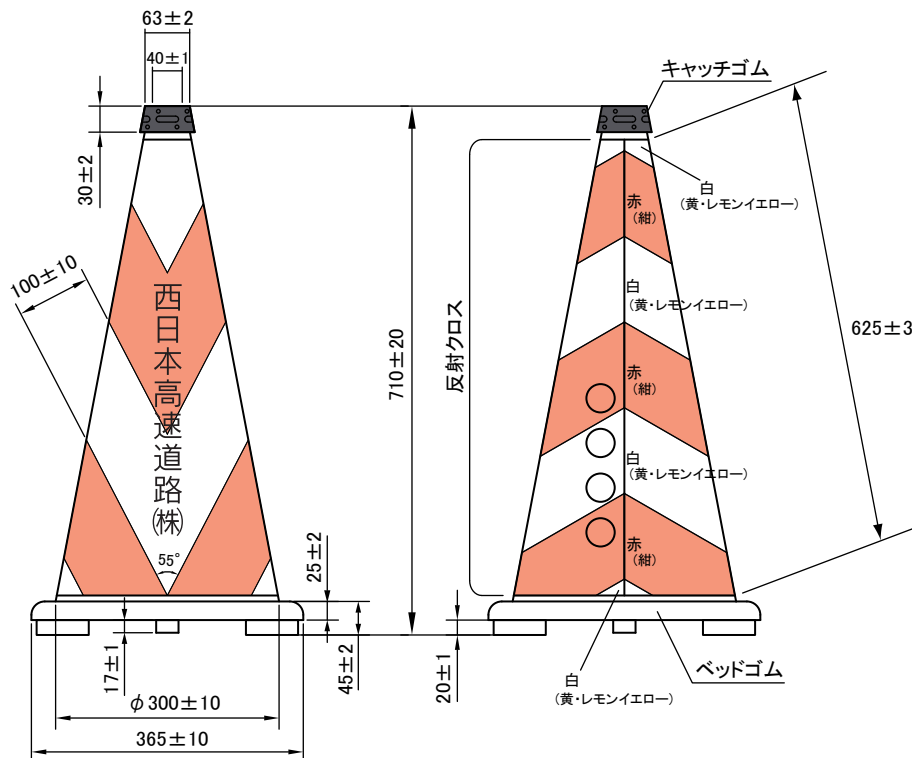 63±2
40±1
30±2
100±10
西日本高速道路㈱
55°
25±2
45±2
17±1
φ300±10
365±10
710±20
反射クロス
キャッチゴム
白
(黄・レモンイエロー)
赤
(紺)
白
(黄・レモンイエロー)
赤
(紺)
白
(黄・レモンイエロー)
赤
(紺)
625±3
20±1
白
(黄・レモンイエロー)
ベッドゴム